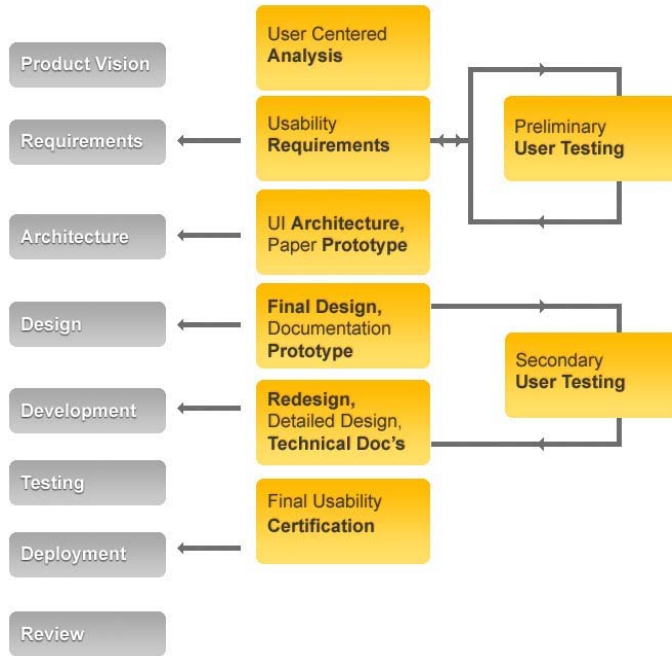 Product Vision
User Centered
Analysis
Requirements
Usability
Requirements
Preliminary
User Testing
Architecture
UI Architecture,
Paper Prototype
Design
Final Design,
Documentation
Prototype
Secondary
User Testing
Development
Redesign,
Detailed Design,
Technical Doc's
Testing
Final Usability
Certification
Deployment
Review